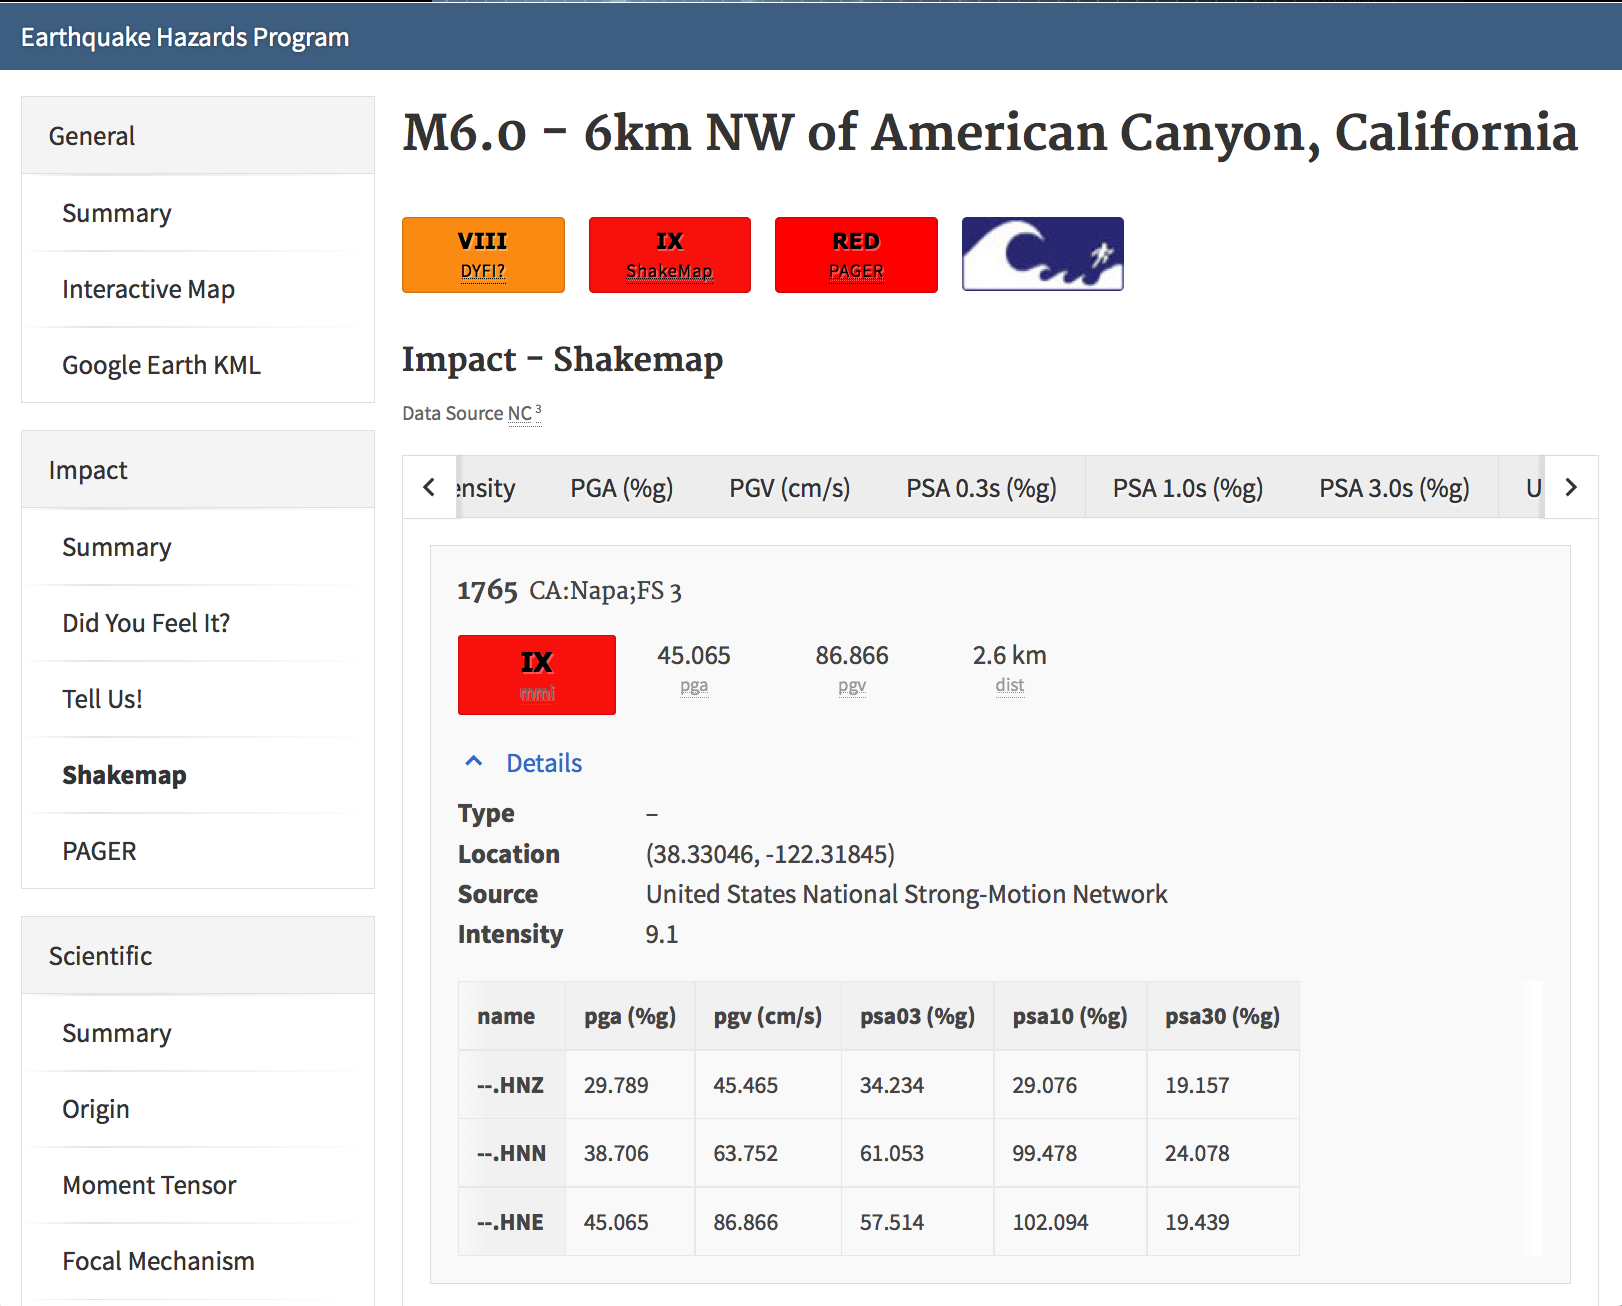 Earthquake Hazards Program
General
Summary
Interactive Map
Google Earth KML
Impact
Summary
Did You Feel It?
Tell Us!
Shakemap
PAGER
Scientific
Summary
Origin
Moment Tensor
Focal Mechanism
M6.0 - 6km NW of American Canyon, California
VIII IX RED
DYFI? ShakeMap PAGER
Impact - Shakemap
Data Source NC 3
ensity PGA (%g) PGV (cm/s) PSA 0.3s (%g) PSA 1.0s (%g) PSA 3.0s (%g) U
1765 CA:Napa;FS 3
IX 45.065 86.866 2.6 km
mmi pga pgv dist
Details
Type –
Location (38.33046, -122.31845)
Source United States National Strong-Motion Network
Intensity 9.1
name pga (%g) pgv (cm/s) psa03 (%g) psa10 (%g) psa30 (%g)
--.HNZ 29.789 45.465 34.234 29.076 19.157
--.HNN 38.706 63.752 61.053 99.478 24.078
--.HNE 45.065 86.866 57.514 102.094 19.439